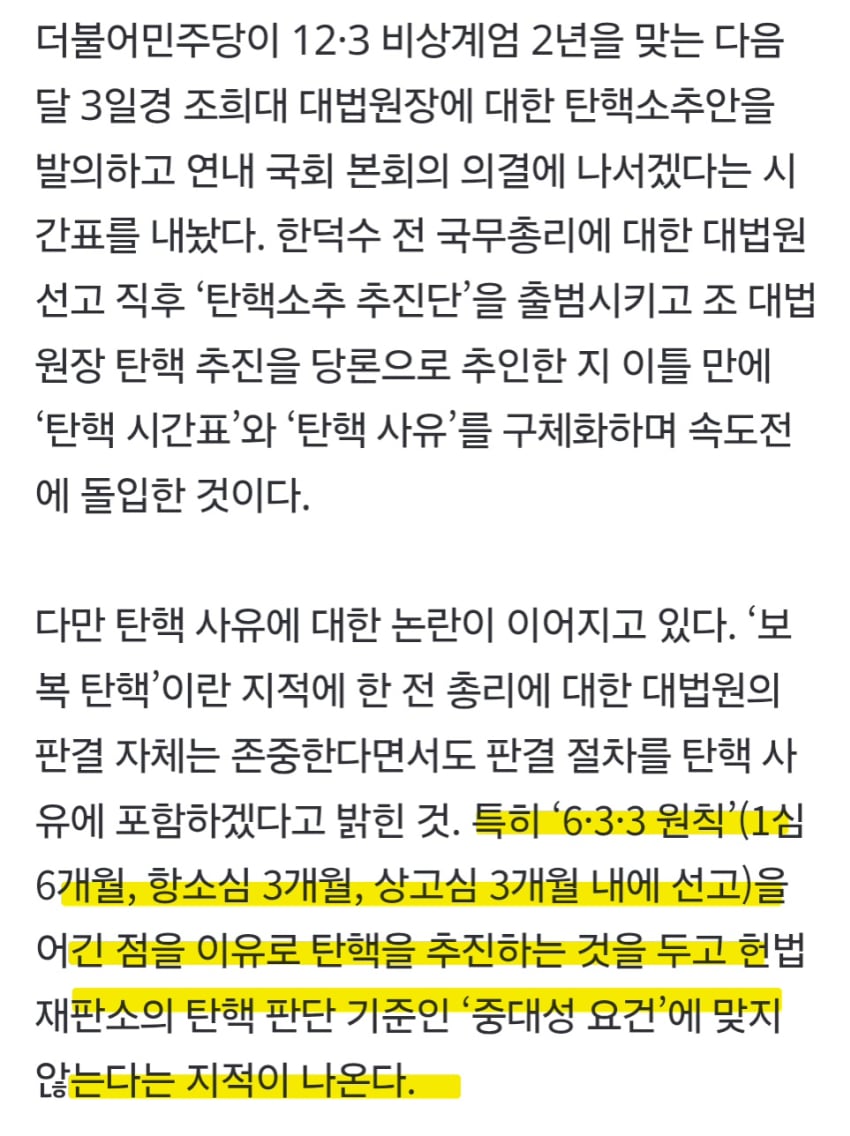 더불어민주당이 12·3 비상계엄 2년을 맞는 다음
달 3일경 조희대 대법원장에 대한 탄핵소추안을
발의하고 연내 국회 본회의 의결에 나서겠다는 시
간표를 내놨다. 한덕수 전 국무총리에 대한 대법원
선고 직후 ‘탄핵소추 추진단’을 출범시키고 조 대법
원장 탄핵 추진을 당론으로 추인한 지 이틀 만에
‘탄핵 시간표’와 ‘탄핵 사유’를 구체화하며 속도전
에 돌입한 것이다.
다만 탄핵 사유에 대한 논란이 이어지고 있다. ‘보
복 탄핵’이란 지적에 한 전 총리에 대한 대법원의
판결 자체는 존중한다면서도 판결 절차를 탄핵 사
유에 포함하겠다고 밝힌 것. 특히 ‘6·3·3 원칙’(1심
6개월, 항소심 3개월, 상고심 3개월 내에 선고)을
어긴 점을 이유로 탄핵을 추진하는 것을 두고 헌법
재판소의 탄핵 판단 기준인 ‘중대성 요건’에 맞지
않는다는 지적이 나온다.